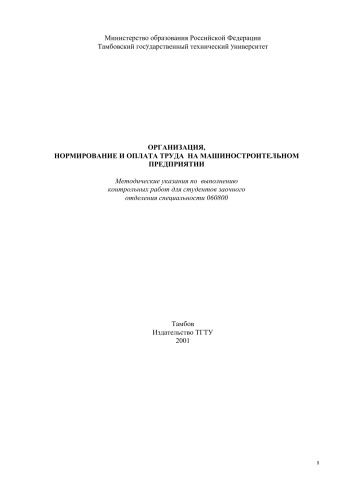 Министерство образования Российской Федерации
Тамбовский государственный технический университет
ОРГАНИЗАЦИЯ,
НОРМИРОВАНИЕ И ОПЛАТА ТРУДА НА МАШИНОСТРОИТЕЛЬНОМ
ПРЕДПРИЯТИИ
Методические указания по выполнению
контрольных работ для студентов заочного
отделения специальности 060800
Тамбов
Издательство ТГТУ
2001
1